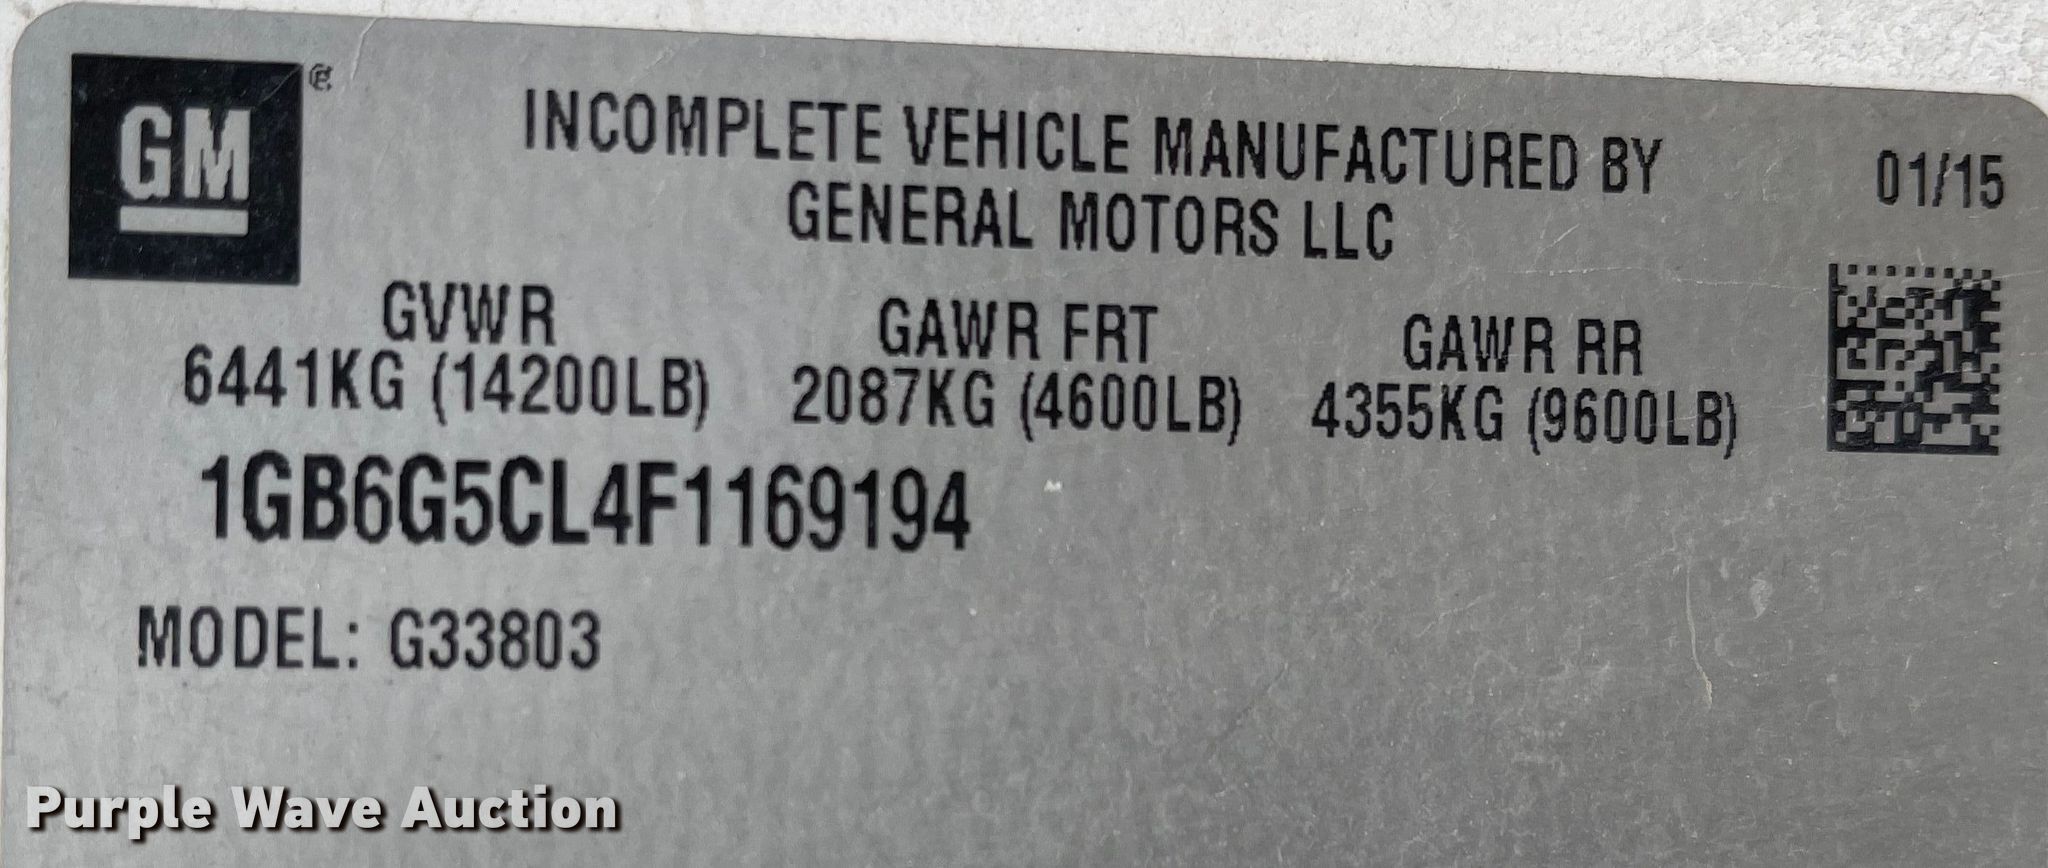 GM ®
INCOMPLETE VEHICLE MANUFACTURED BY
GENERAL MOTORS LLC
01/15
GVWR GAWR FRT GAWR RR
6441KG (14200LB) 2087KG (4600LB) 4355KG (9600LB)
1GB6G5CL4F1169194
MODEL: G33803
Purple Wave Auction